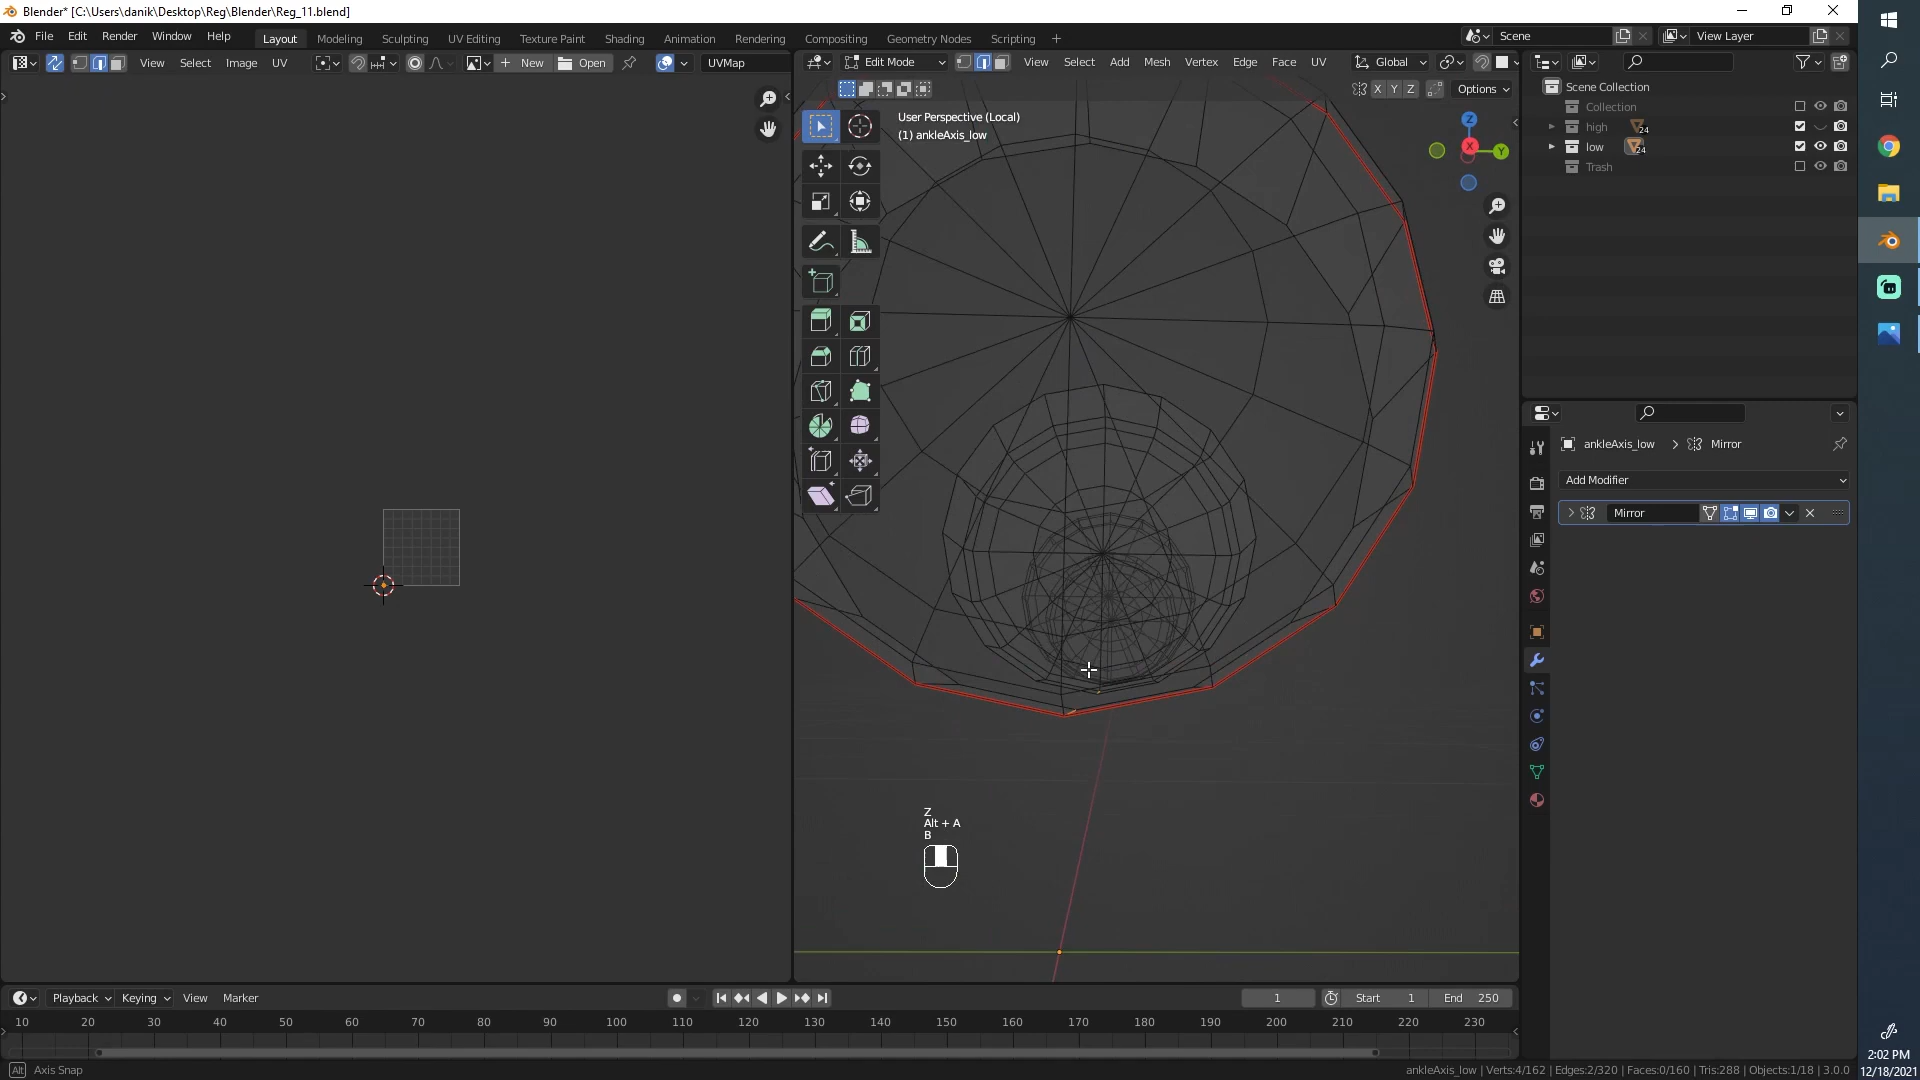 Blender* [C:\Users\danik\Desktop\Reg\Blender\Reg_11.blend]
File Edit Render Window Help
Layout Modeling Sculpting UV Editing Texture Paint Shading Animation Rendering Compositing Geometry Nodes Scripting
Scene
View Layer
View Select Image UV
New
Open
UVMap
Edit Mode
View Select Add Mesh Vertex Edge Face UV
Global
X Y Z
Options
User Perspective (Local)
(1) ankleAxis_low
Z
X
Y
Scene Collection
Collection
high 24
low 24
Trash
ankleAxis_low > Mirror
Add Modifier
Mirror
Z
Alt + A
B
Playback Keying View Marker
1
Start 1
End 250
10 20 30 40 50 60 70 80 90 100 110 120 130 140 150 160 170 180 190 200 210 220 230
Alt Axis Snap
ankleAxis_low | Verts:4/162 | Edges:2/320 | Faces:0/160 | Tris:288 | Objects:1/18 | 3.0.0
2:02 PM
12/18/2021